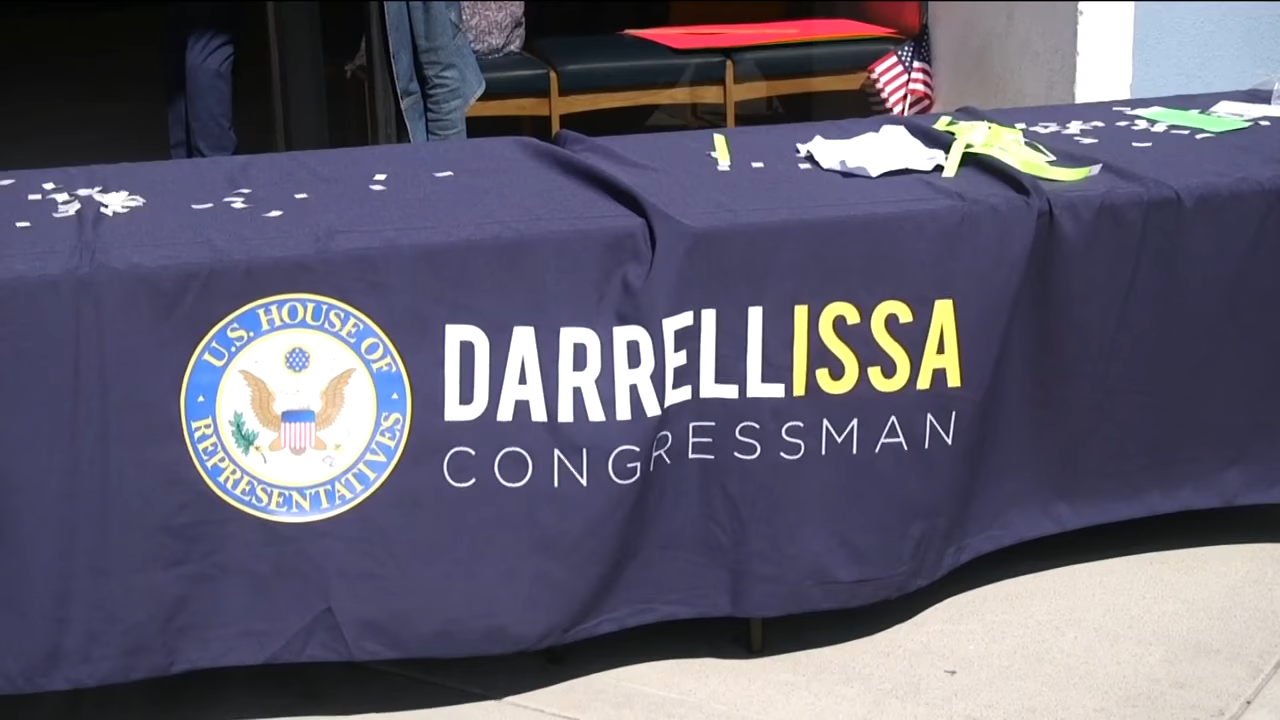 U.S. HOUSE OF
REPRESENTATIVES
DARRELLISSA
CONGRESSMAN